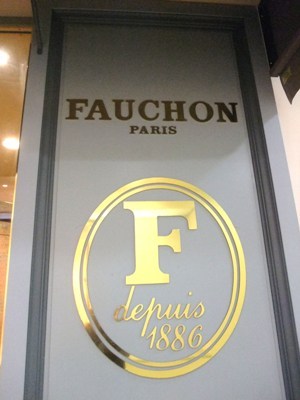 FAUCHON
PARIS
F
depuis
1886